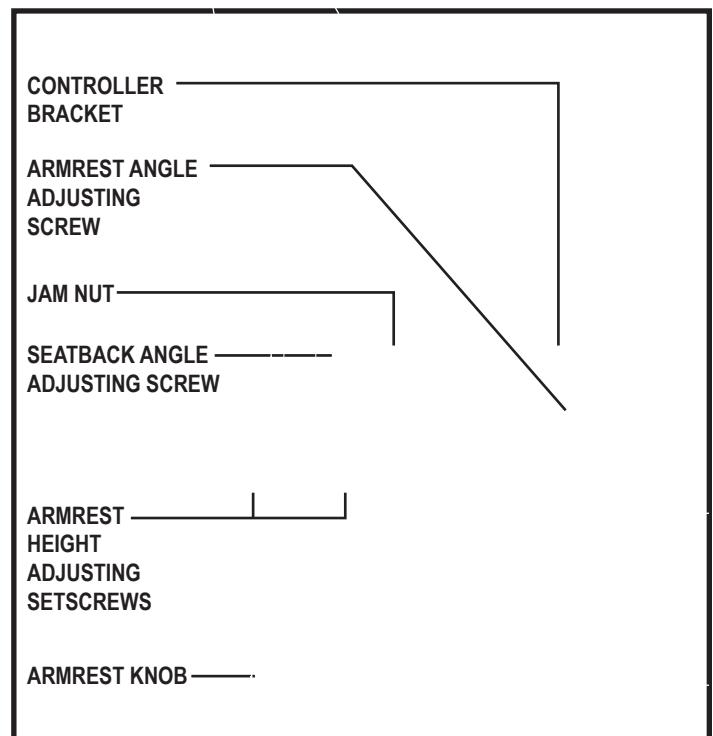 CONTROLLER
BRACKET
ARMREST ANGLE
ADJUSTING
SCREW
JAM NUT
SEATBACK ANGLE
ADJUSTING SCREW
ARMREST
HEIGHT
ADJUSTING
SETSCREWS
ARMREST KNOB